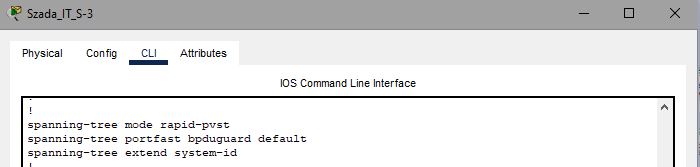 Szada_IT_S-3
Physical Config CLI Attributes
IOS Command Line Interface
!
!
spanning-tree mode rapid-pvst
spanning-tree portfast bpduguard default
spanning-tree extend system-id
!